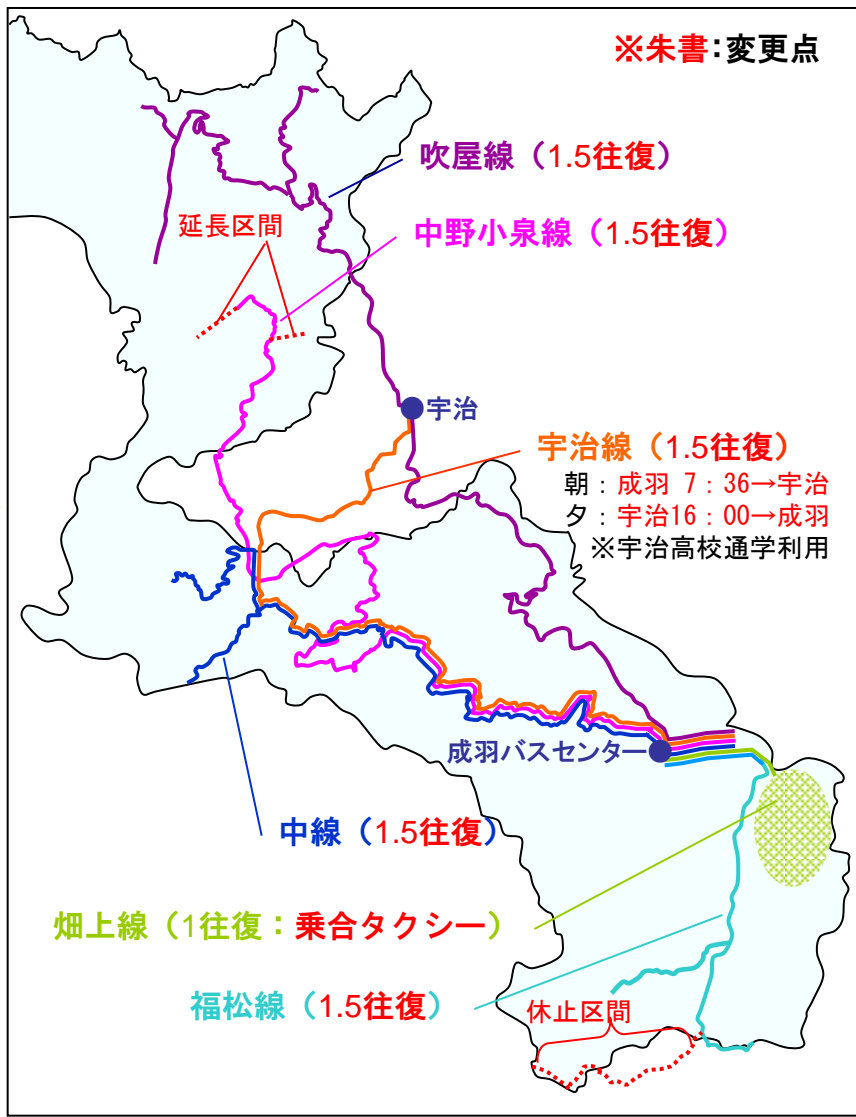 ※朱書:変更点
吹屋線（1.5往復）
延長区間
中野小泉線（1.5往復）
宇治
宇治線（1.5往復）
朝：成羽 7：36→宇治
夕：宇治16：00→成羽
※宇治高校通学利用
成羽バスセンター
中線（1.5往復）
畑上線（1往復：乗合タクシー）
福松線（1.5往復）
休止区間